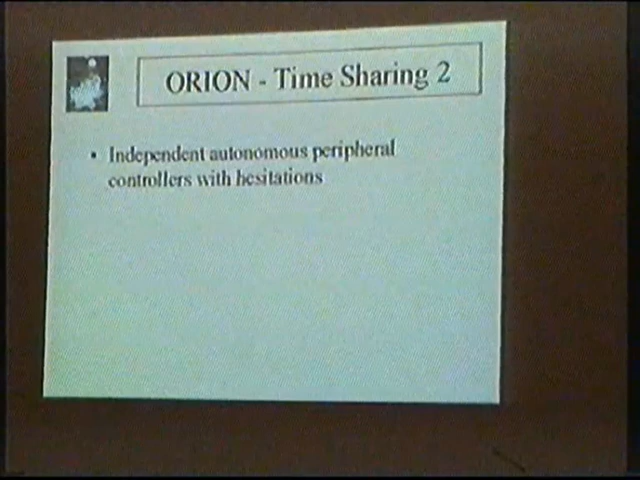 ORION - Time Sharing 2
• Independent autonomous peripheral
controllers with hesitations